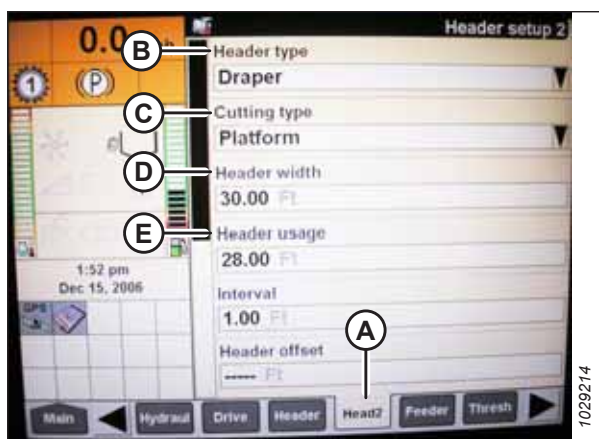 0.0
Header setup 2
B
Header type
1
(P)
Draper
C
Cutting type
Platform
D
Header width
30.00 Ft
E
Header usage
28.00 Ft
1:52 pm
Dec 15, 2006
Interval
1.00 Ft
GPS
A
Header offset
----- Ft
Main
Hydraul
Drive
Header
Head2
Feeder
Thresh
1029214